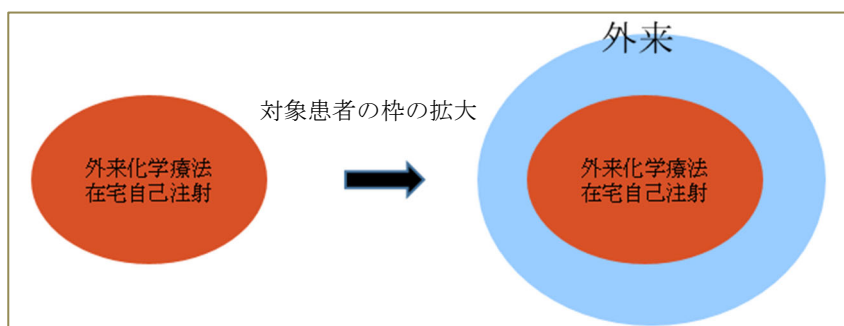 外来
対象患者の枠の拡大
外来化学療法
在宅自己注射
外来化学療法
在宅自己注射